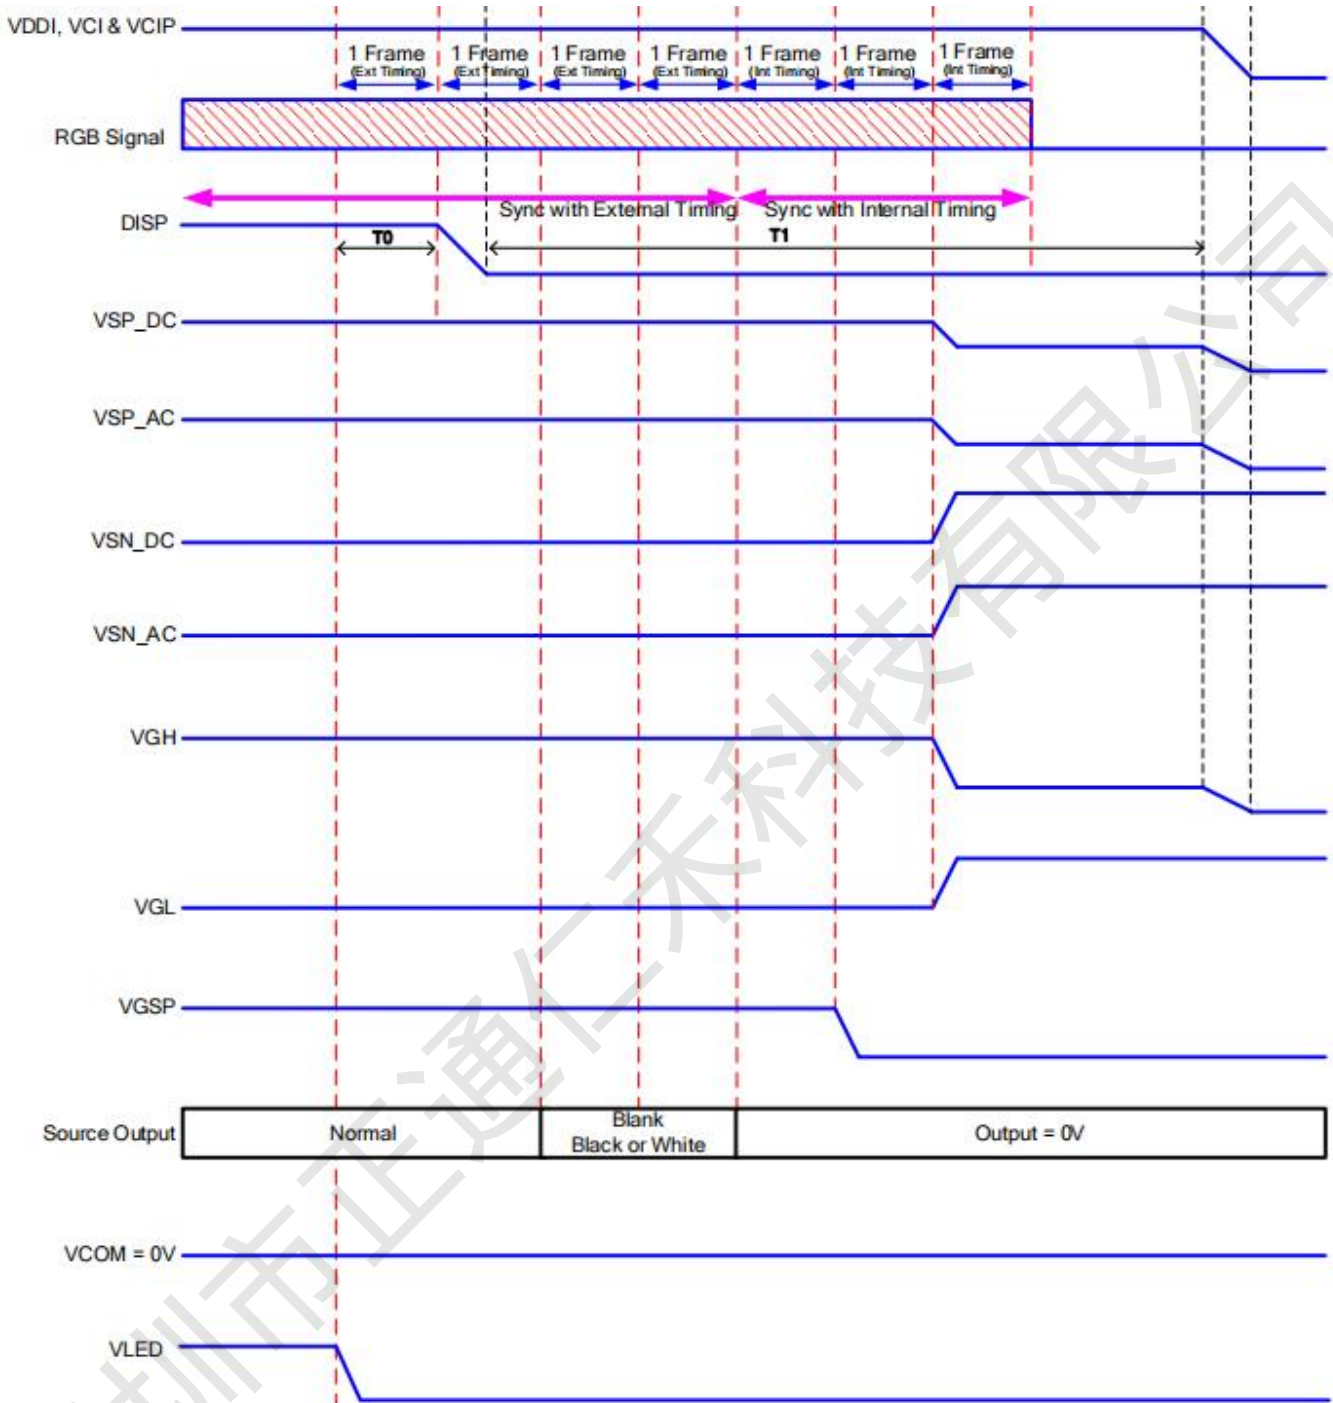 VDDI, VCI & VCIP
1 Frame
(Ext Timing)
1 Frame
(Ext Timing)
1 Frame
(Ext Timing)
1 Frame
(Ext Timing)
1 Frame
(Int Timing)
1 Frame
(Int Timing)
1 Frame
(Int Timing)
RGB Signal
Sync with External Timing
Sync with Internal Timing
DISP
T0
T1
VSP_DC
VSP_AC
VSN_DC
VSN_AC
VGH
VGL
VGSP
Source Output
Normal
Blank
Black or White
Output = 0V
VCOM = 0V
VLED
圳市正通仁禾科技有限公司